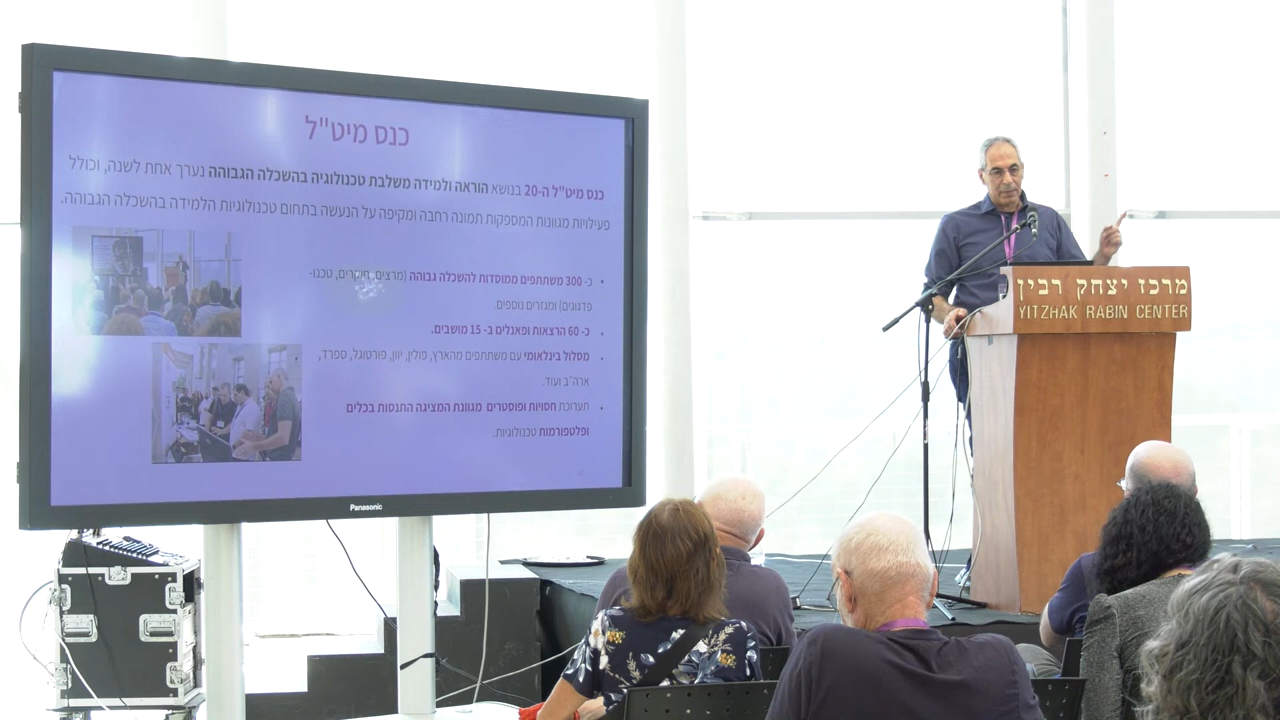 כנס מיט"ל
כנס מיט"ל ה-20 בנושא הוראה ולמידה משלבת טכנולוגיה בהשכלה הגבוהה נערך אחת לשנה, וכולל
פעילויות מגוונות המספקות תמונה רחבה ומקיפה על הנעשה בתחום טכנולוגיות הלמידה בהשכלה הגבוהה.
• כ- 300 משתתפים ממוסדות להשכלה גבוהה (מרצים, חוקרים, טכנו-
פדגוגים) ומגזרים נוספים.
• כ- 60 הרצאות ופאנלים ב- 15 מושבים.
• מסלול בינלאומי עם משתתפים מהארץ, פולין, יוון, פורטוגל, ספרד,
ארה"ב ועוד.
• תערוכת חסויות ופוסטרים מגוונת המציגה התנסות בכלים
ופלטפורמות טכנולוגיות.
Panasonic
מרכז יצחק רבין
YITZHAK RABIN CENTER